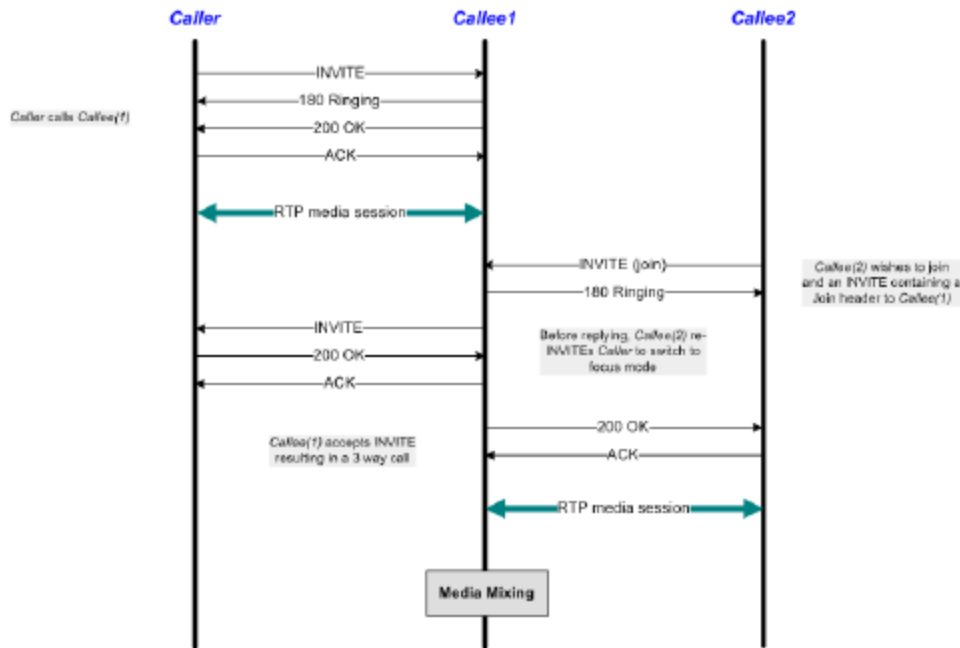 Caller Callee1 Callee2
INVITE
180 Ringing
Caller calls Callee(1)
200 OK
ACK
RTP media session
INVITE (join)
Callee(2) wishes to join
and an INVITE containing a
Join header to Callee(1)
180 Ringing
INVITE
Before replying, Callee(2) re-
INVITEs Caller to switch to
focus mode
200 OK
ACK
200 OK
Callee(1) accepts INVITE
resulting in a 3 way call
ACK
RTP media session
Media Mixing